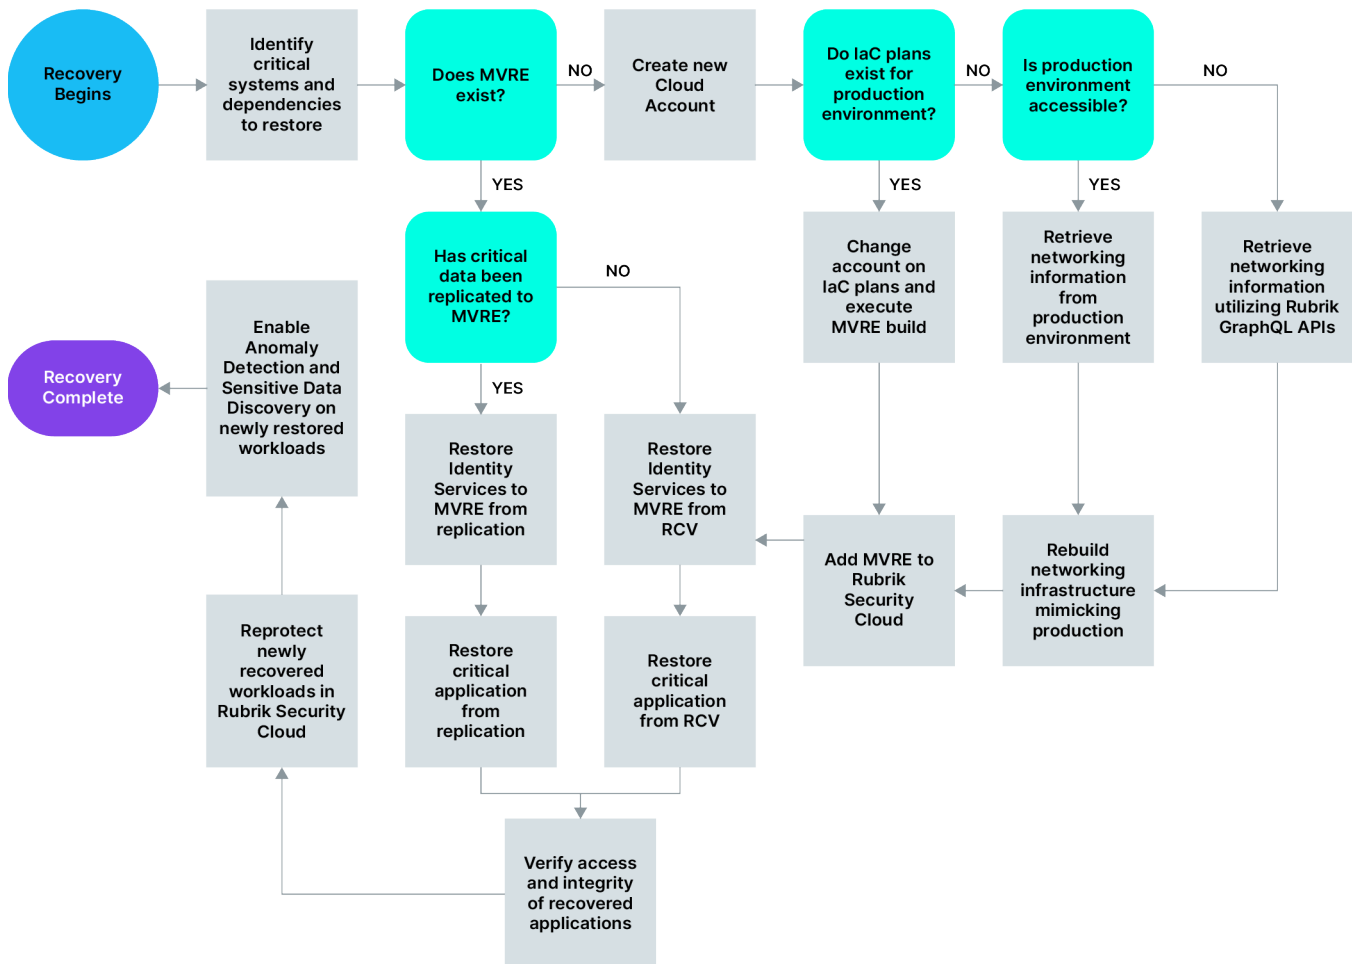 Recovery
Begins
Identify
critical
systems and
dependencies
to restore
Does MVRE
exist?
NO
Create new
Cloud
Account
Do IaC plans
exist for
production
environment?
NO
Is production
environment
accessible?
NO
YES
YES
YES
Has critical
data been
replicated to
MVRE?
NO
Change
account on
IaC plans and
execute
MVRE build
Retrieve
networking
information
from
production
environment
Retrieve
networking
information
utilizing Rubrik
GraphQL APIs
Enable
Anomaly
Detection and
Sensitive Data
Discovery on
newly restored
workloads
Recovery
Complete
YES
Restore
Identity
Services to
MVRE from
replication
Restore
Identity
Services to
MVRE from
RCV
Add MVRE to
Rubrik
Security
Cloud
Rebuild
networking
infrastructure
mimicking
production
Reprotect
newly
recovered
workloads in
Rubrik Security
Cloud
Restore
critical
application
from
replication
Restore
critical
application
from RCV
Verify access
and integrity
of recovered
applications